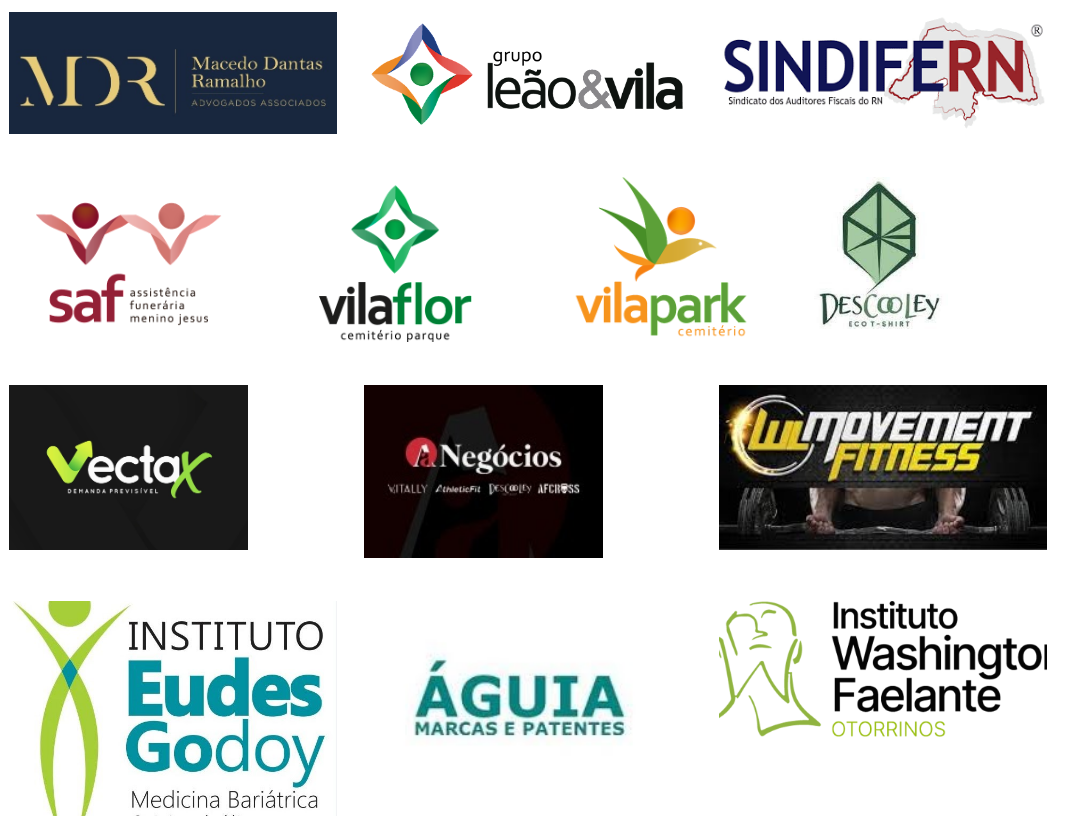 MDR
Macedo Dantas
Ramalho
ADVOGADOS ASSOCIADOS
grupo
leão&vila
SINDIFERN
®
Sindicato dos Auditores Fiscais do RN
saf
assistência
funerária
menino jesus
vilaflor
cemitério parque
vilapark
cemitério
DESCOOLEY
ECO T-SHIRT
Vectax
DEMANDA PREVISÍVEL
Negócios
VITALLY AthleticFit DESCOOLEY AFCROSS
MOVEMENT
FITNESS
INSTITUTO
Eudes
Godoy
Medicina Bariátrica
ÁGUIA
MARCAS E PATENTES
Instituto
Washington
Faelante
OTORRINOS